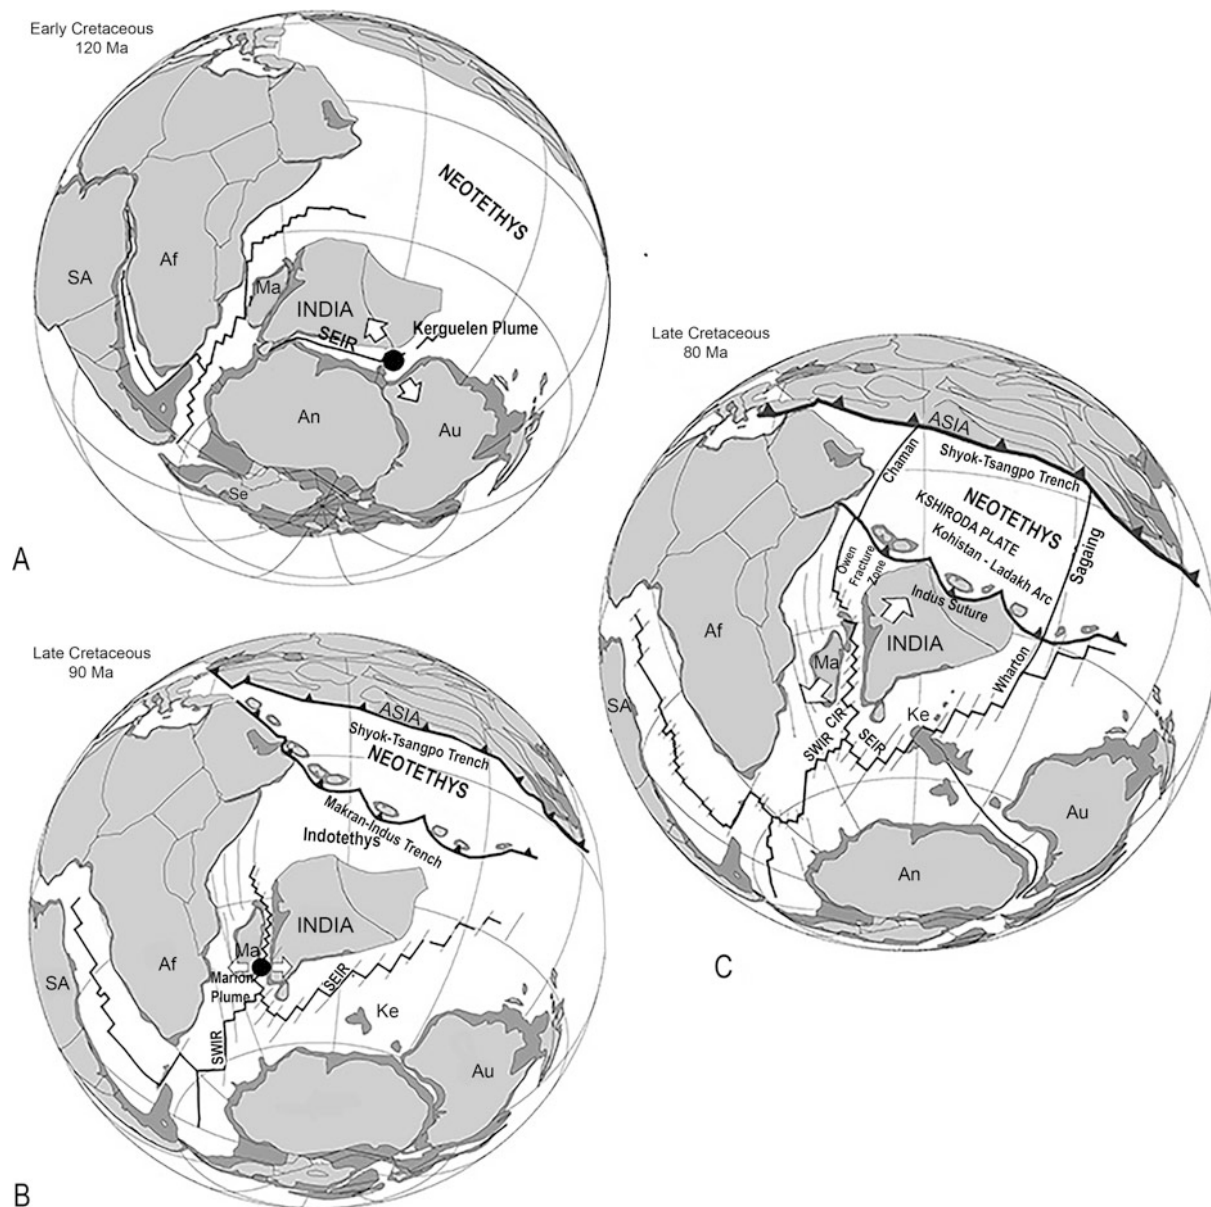 Early Cretaceous
120 Ma
NEOTETHYS
SA
Af
Ma
INDIA
SEIR
Kerguelen Plume
An
Au
Se
A
Late Cretaceous
90 Ma
ASIA
Shyok-Tsangpo Trench
NEOTETHYS
Makran-Indus Trench
Indotethys
INDIA
Ma
Marion
Plume
SA
Af
SEIR
SWIR
Ke
Au
B
Late Cretaceous
80 Ma
ASIA
Chaman
Shyok-Tsangpo Trench
NEOTETHYS
KSHIRODA PLATE
Kohistan - Ladakh Arc
Sagaing
Owen
Fracture
Zone
Indus Suture
INDIA
Af
Ma
Wharton
SA
Ke
CIR
SWIR
SEIR
Au
An
C